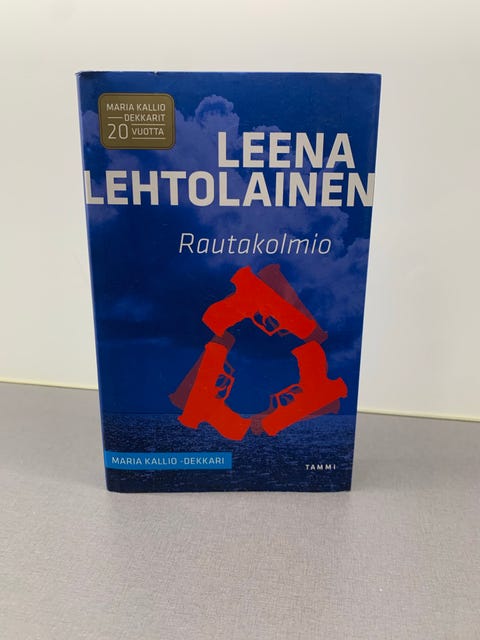 MARIA KALLIO
DEKKARIT
20 VUOTTA
LEENA
LEHTOLAINEN
Rautakolmio
MARIA KALLIO -DEKKARI
TAMMI